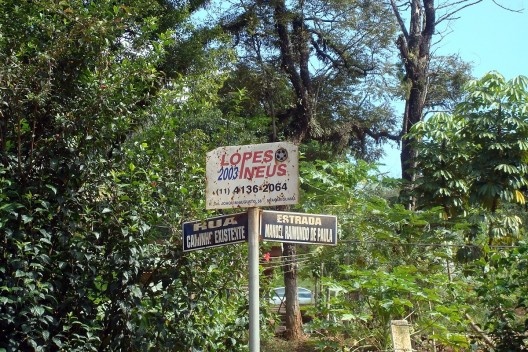 LOPES
2003 PNEUS
(11) 4136-2064
RUA
CAMINHO EXISTENTE
ESTRADA
MANOEL RAIMUNDO DE PAULA